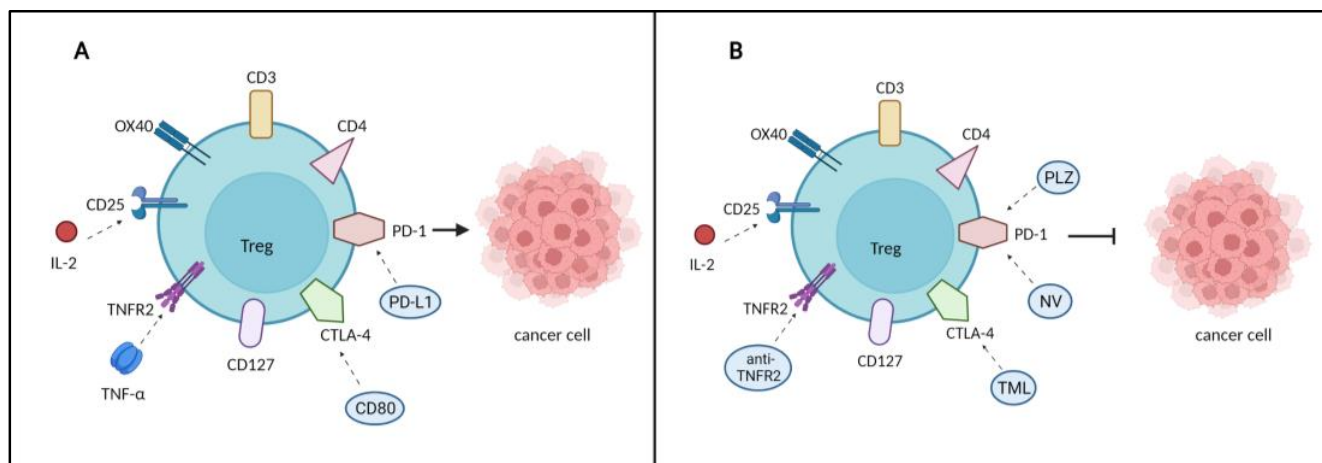 A
CD3
OX40
CD4
CD25
IL-2
Treg
PD-1
TNFR2
PD-L1
CTLA-4
cancer cell
CD127
TNF-α
CD80
B
CD3
OX40
CD4
PLZ
CD25
IL-2
Treg
PD-1
TNFR2
NV
CTLA-4
cancer cell
anti-
TNFR2
CD127
TML